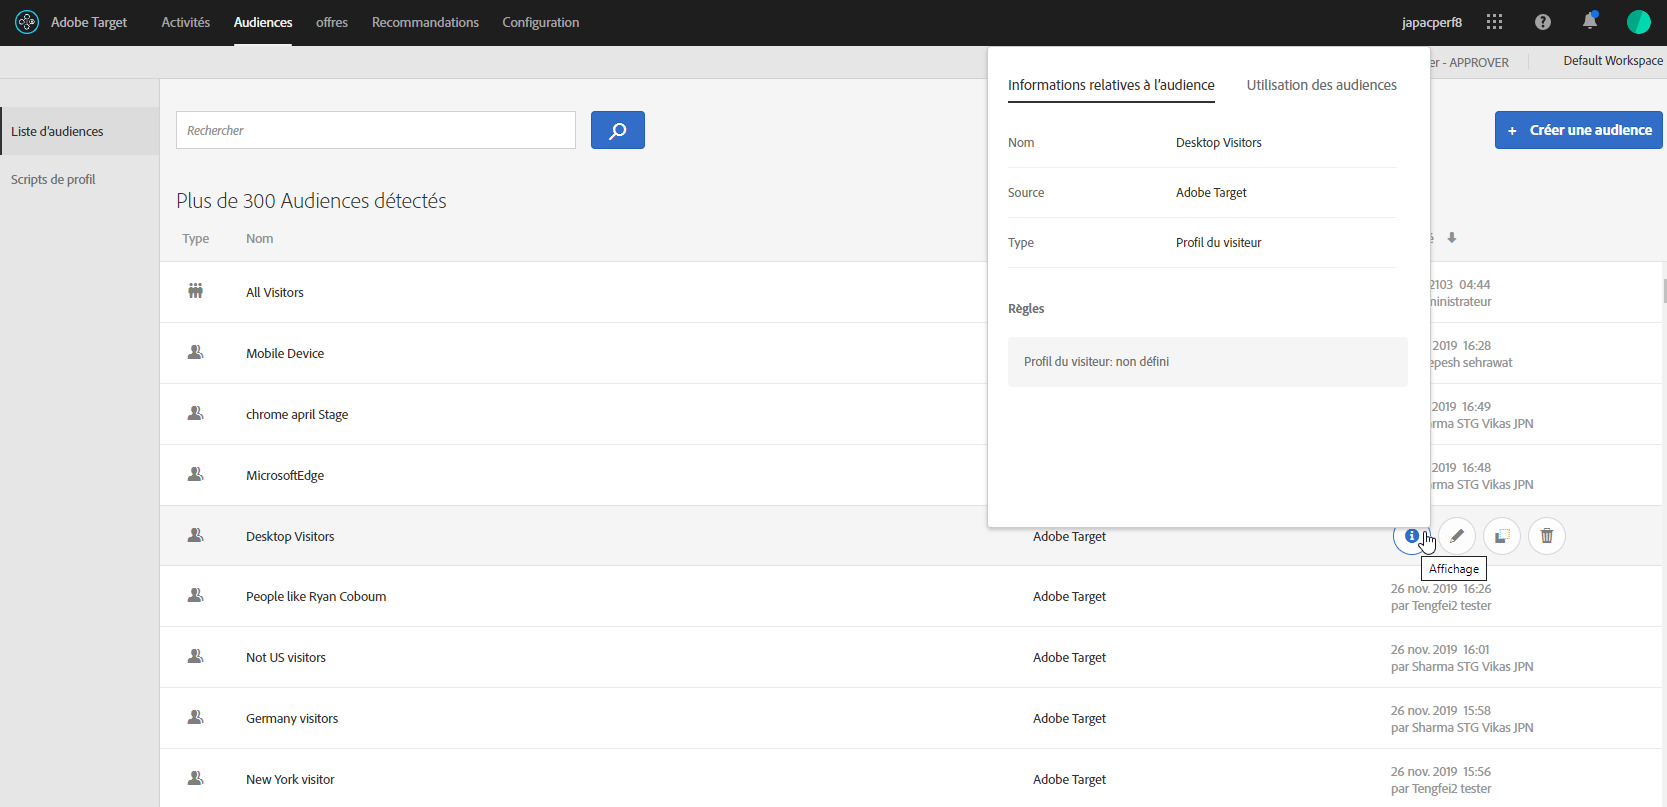 Adobe Target
Activités
Audiences
offres
Recommandations
Configuration
japacperf8
er - APPROVER
Default Workspace
Liste d'audiences
Scripts de profil
Rechercher
+ Créer une audience
Plus de 300 Audiences détectés
Type
Nom
é
Informations relatives à l'audience
Utilisation des audiences
Nom
Desktop Visitors
Source
Adobe Target
Type
Profil du visiteur
Règles
Profil du visiteur: non défini
All Visitors
2103 04:44
ministrateur
Mobile Device
2019 16:28
epesh sehrawat
chrome april Stage
2019 16:49
rma STG Vikas JPN
MicrosoftEdge
2019 16:48
rma STG Vikas JPN
Desktop Visitors
Adobe Target
Affichage
People like Ryan Coboum
Adobe Target
26 nov. 2019 16:26
par Tengfei2 tester
Not US visitors
Adobe Target
26 nov. 2019 16:01
par Sharma STG Vikas JPN
Germany visitors
Adobe Target
26 nov. 2019 15:58
par Sharma STG Vikas JPN
New York visitor
Adobe Target
26 nov. 2019 15:56
par Tengfei2 tester